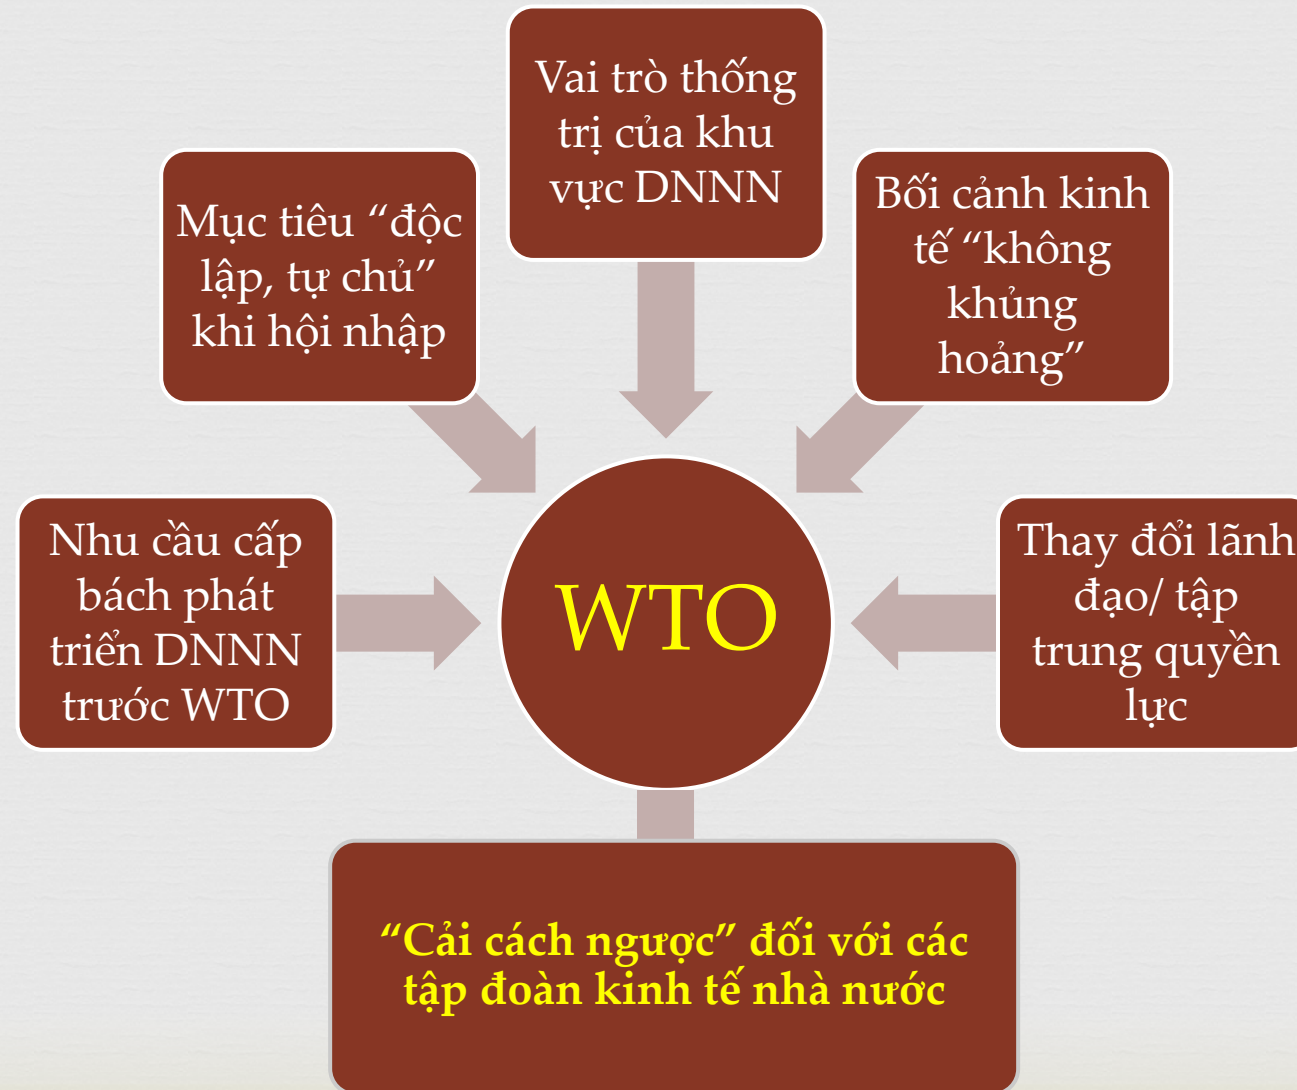 Vai trò thống
trị của khu
vực DNNN
Mục tiêu “độc
lập, tự chủ”
khi hội nhập
Bối cảnh kinh
tế “không
khủng
hoảng”
Nhu cầu cấp
bách phát
triển DNNN
trước WTO
WTO
Thay đổi lãnh
đạo/ tập
trung quyền
lực
“Cải cách ngược” đối với các
tập đoàn kinh tế nhà nước